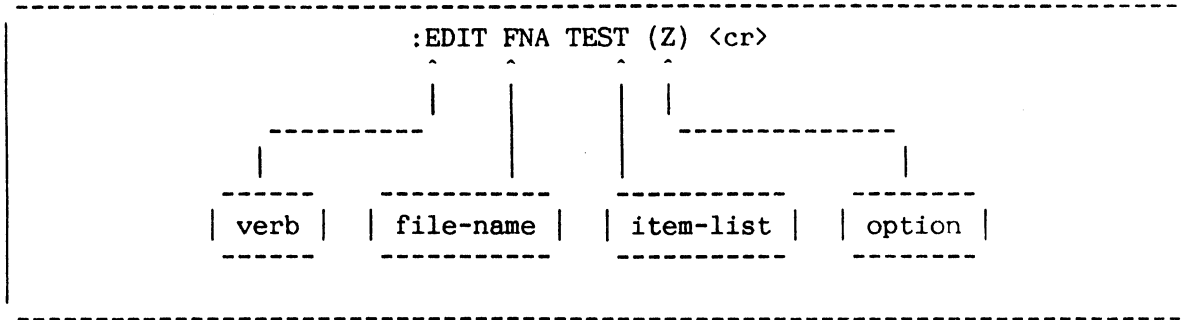 :EDIT FNA TEST (Z) <cr>
verb file-name item-list option